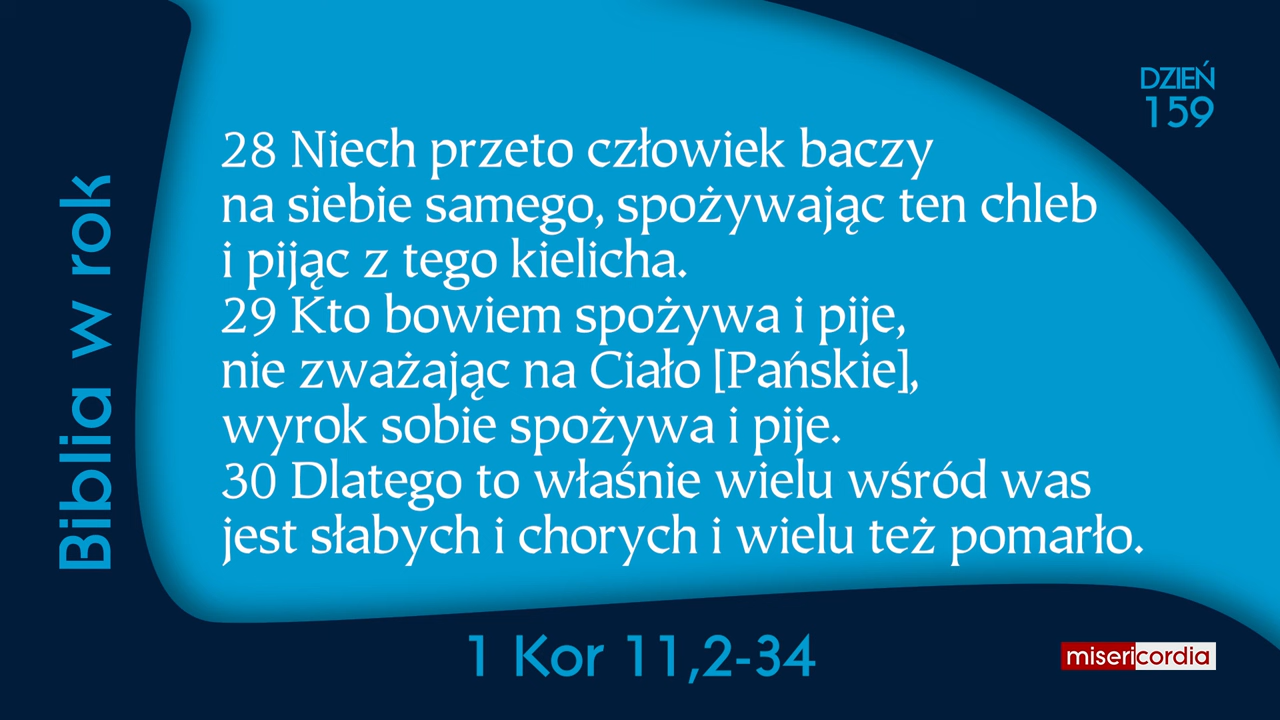 DZIEŃ
159
28 Niech przeto człowiek baczy
na siebie samego, spożywając ten chleb
i pijąc z tego kielicha.
29 Kto bowiem spożywa i pije,
nie zważając na Ciało [Pańskie],
wyrok sobie spożywa i pije.
30 Dlatego to właśnie wielu wśród was
jest słabych i chorych i wielu też pomarło.
Biblia w rok
1 Kor 11,2-34
misericordia